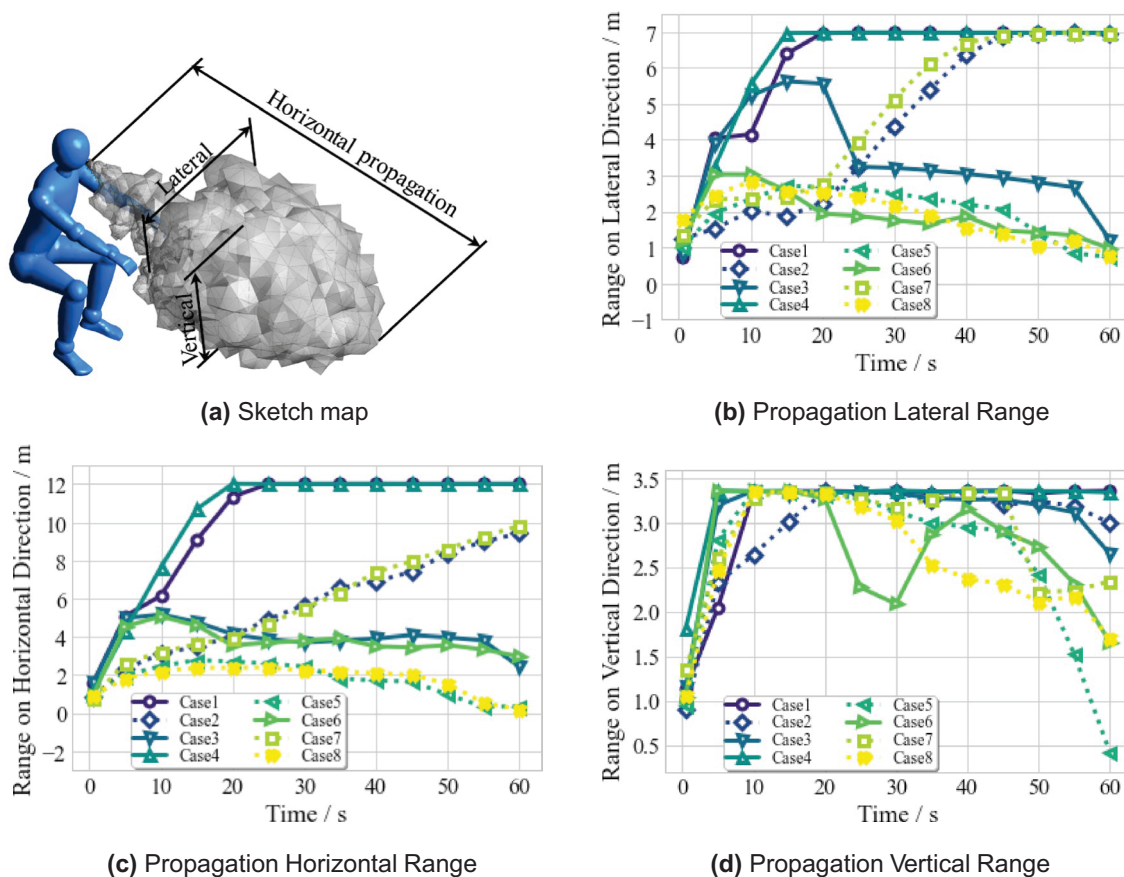 Horizontal propagation
Lateral
Vertical
(a) Sketch map
Range on Lateral Direction / m
7
6
5
4
3
2
1
0
−1
Case1
Case2
Case3
Case4
Case5
Case6
Case7
Case8
0 10 20 30 40 50 60
Time / s
(b) Propagation Lateral Range
Range on Horizontal Direction / m
12
10
8
6
4
2
0
−2
Case1
Case2
Case3
Case4
Case5
Case6
Case7
Case8
0 10 20 30 40 50 60
Time / s
(c) Propagation Horizontal Range
Range on Vertical Direction / m
3.5
3.0
2.5
2.0
1.5
1.0
0.5
Case1
Case2
Case3
Case4
Case5
Case6
Case7
Case8
0 10 20 30 40 50 60
Time / s
(d) Propagation Vertical Range